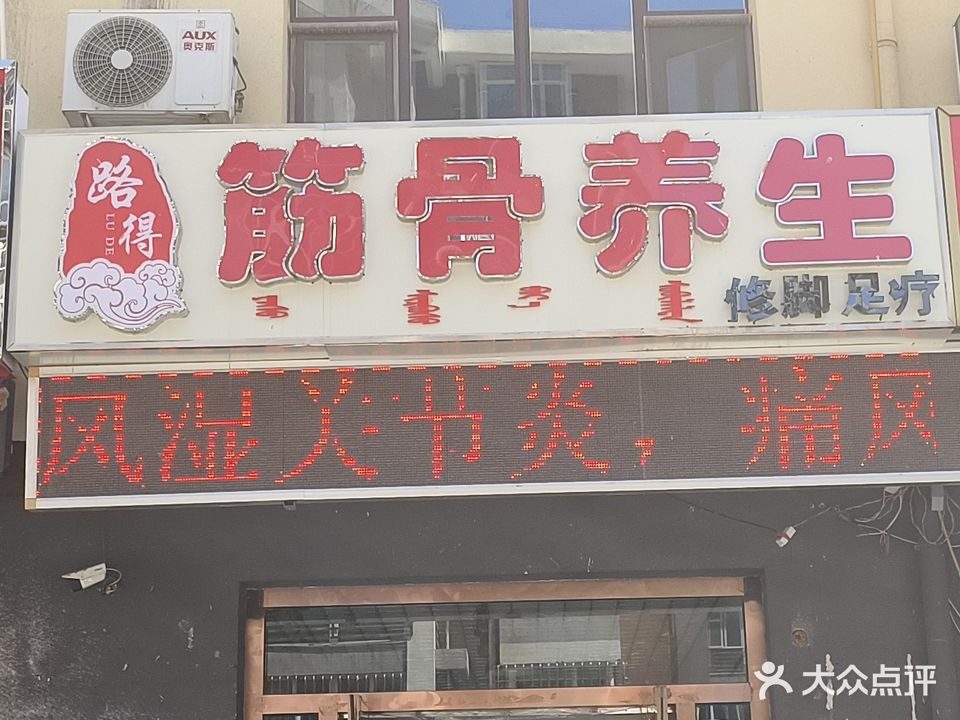 AUX
奥克斯
路得
LU DE
筋骨养生
修脚 足疗
风湿关节炎，痛风
大众点评